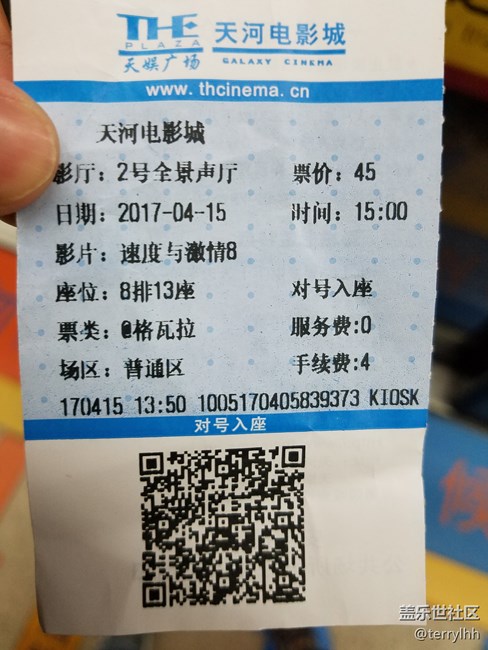 THE
PLAZA
天娱广场
天河电影城
GALAXY CINEMA
www.thcinema.cn
天河电影城
影厅：2号全景声厅 票价：45
日期：2017-04-15 时间：15:00
影片：速度与激情8
座位：8排13座 对号入座
票类：@格瓦拉 服务费:0
场区：普通区 手续费:4
170415 13:50 1005170405839373 KIOSK
对号入座
盖乐世社区
@terrylhh